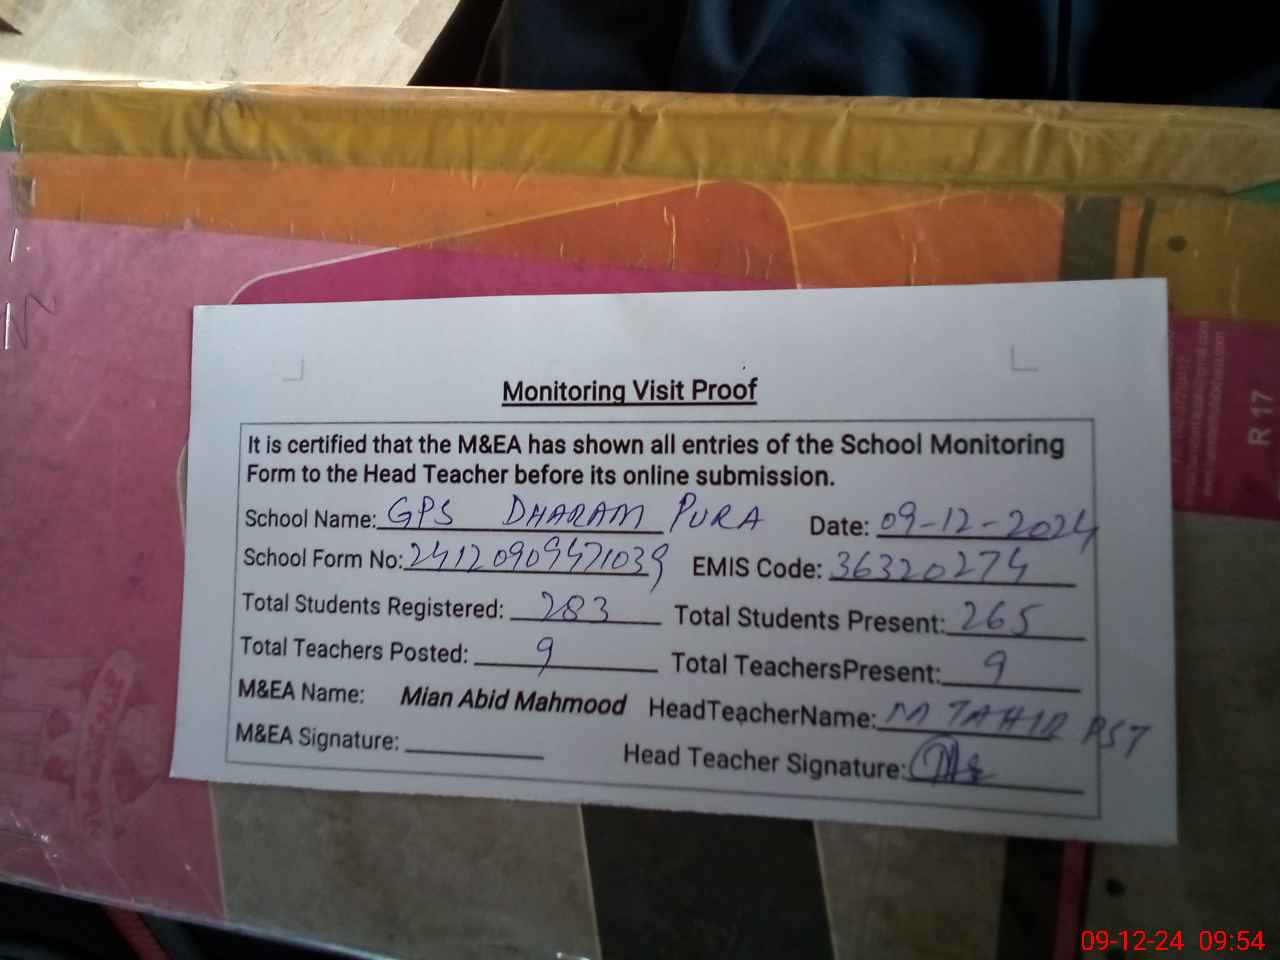 Monitoring Visit Proof
It is certified that the M&EA has shown all entries of the School Monitoring
Form to the Head Teacher before its online submission.
School Name: GPS DHARAM PURA Date: 09-12-2024
School Form No: 24120909471039 EMIS Code: 36320274
Total Students Registered: 283 Total Students Present: 265
Total Teachers Posted: 9 Total TeachersPresent: 9
M&EA Name: Mian Abid Mahmood HeadTeacherName: M TAHIR PST
M&EA Signature: Head Teacher Signature:
R 17
09-12-24 09:54